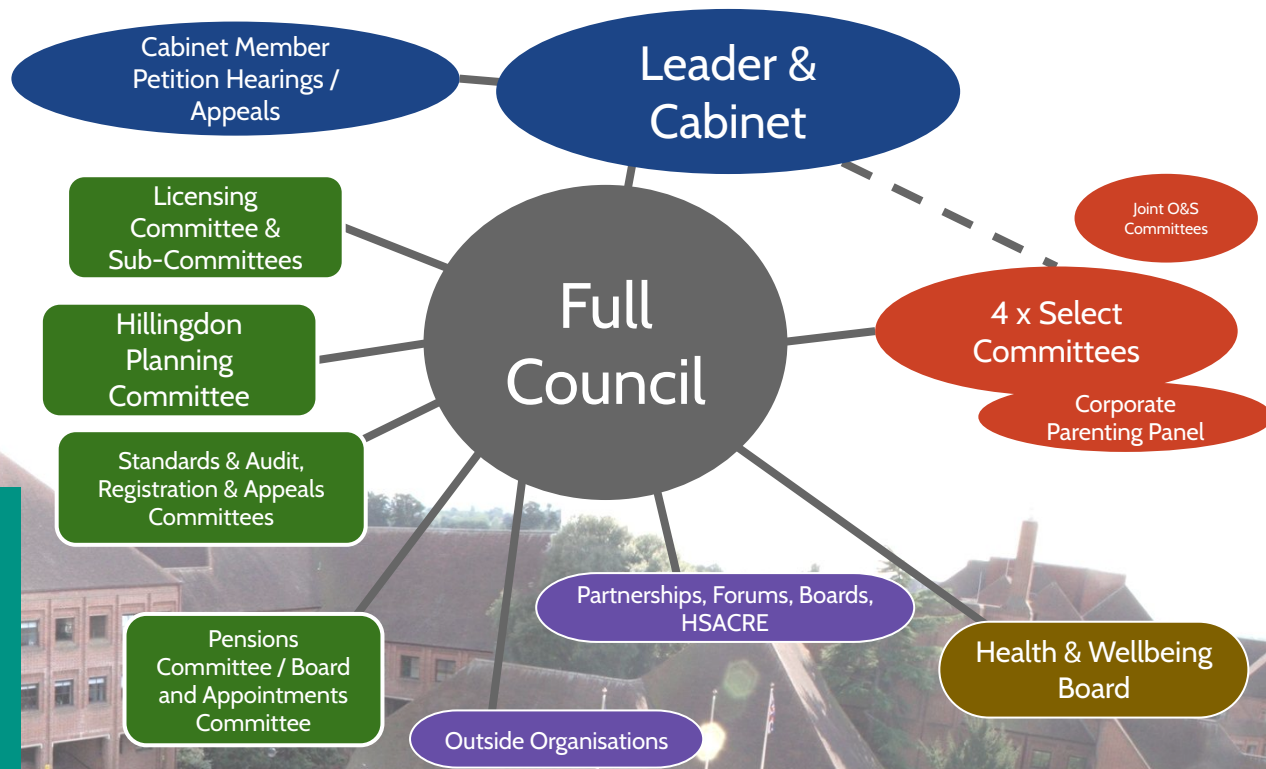 Cabinet Member
Petition Hearings /
Appeals
Leader &
Cabinet
Licensing
Committee &
Sub-Committees
Joint O&S
Committees
Hillingdon
Planning
Committee
Full
Council
4 x Select
Committees
Corporate
Parenting Panel
Standards & Audit,
Registration & Appeals
Committees
Partnerships, Forums, Boards,
HSACRE
Pensions
Committee / Board
and Appointments
Committee
Health & Wellbeing
Board
Outside Organisations